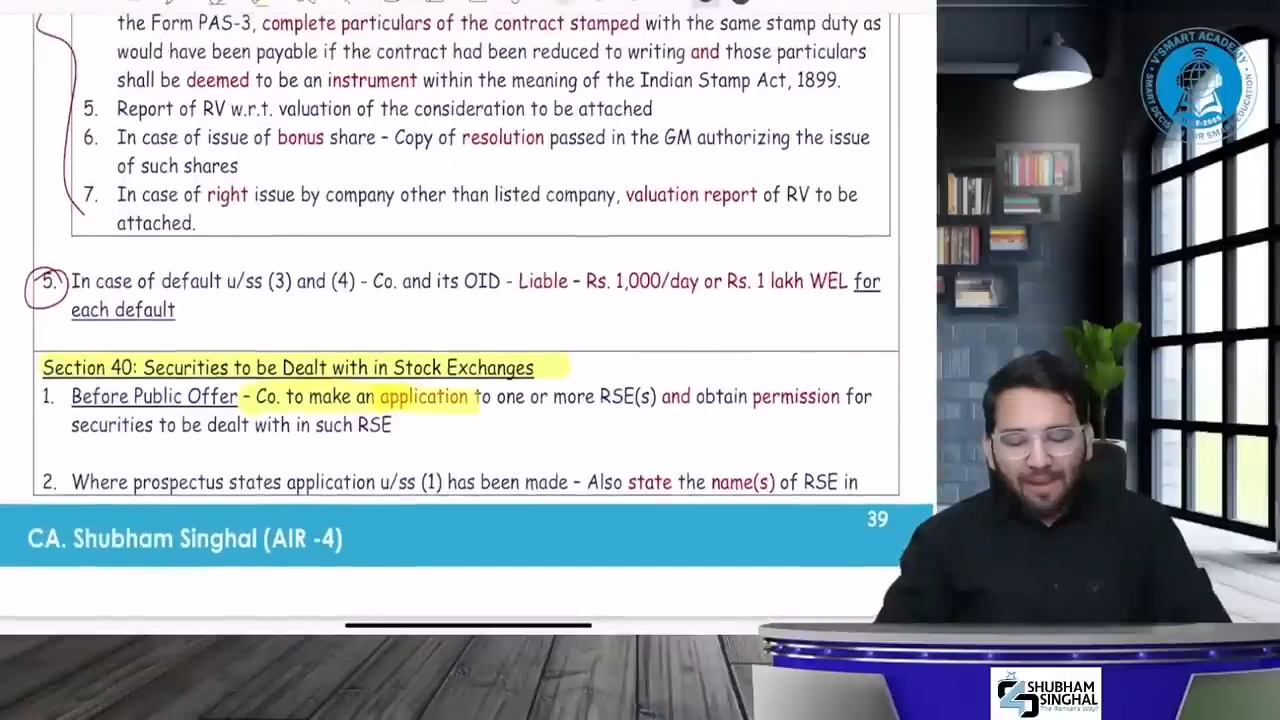 the Form PAS-3, complete particulars of the contract stamped with the same stamp duty as
would have been payable if the contract had been reduced to writing and those particulars
shall be deemed to be an instrument within the meaning of the Indian Stamp Act, 1899.
5. Report of RV w.r.t. valuation of the consideration to be attached
6. In case of issue of bonus share – Copy of resolution passed in the GM authorizing the issue
of such shares
7. In case of right issue by company other than listed company, valuation report of RV to be
attached.
5. In case of default u/ss (3) and (4) - Co. and its OID - Liable – Rs. 1,000/day or Rs. 1 lakh WEL for
each default
Section 40: Securities to be Dealt with in Stock Exchanges
1. Before Public Offer – Co. to make an application to one or more RSE(s) and obtain permission for
securities to be dealt with in such RSE
2. Where prospectus states application u/ss (1) has been made – Also state the name(s) of RSE in
39
CA. Shubham Singhal (AIR -4)
V'SMART ACADEMY
SHUBHAM
SINGHAL